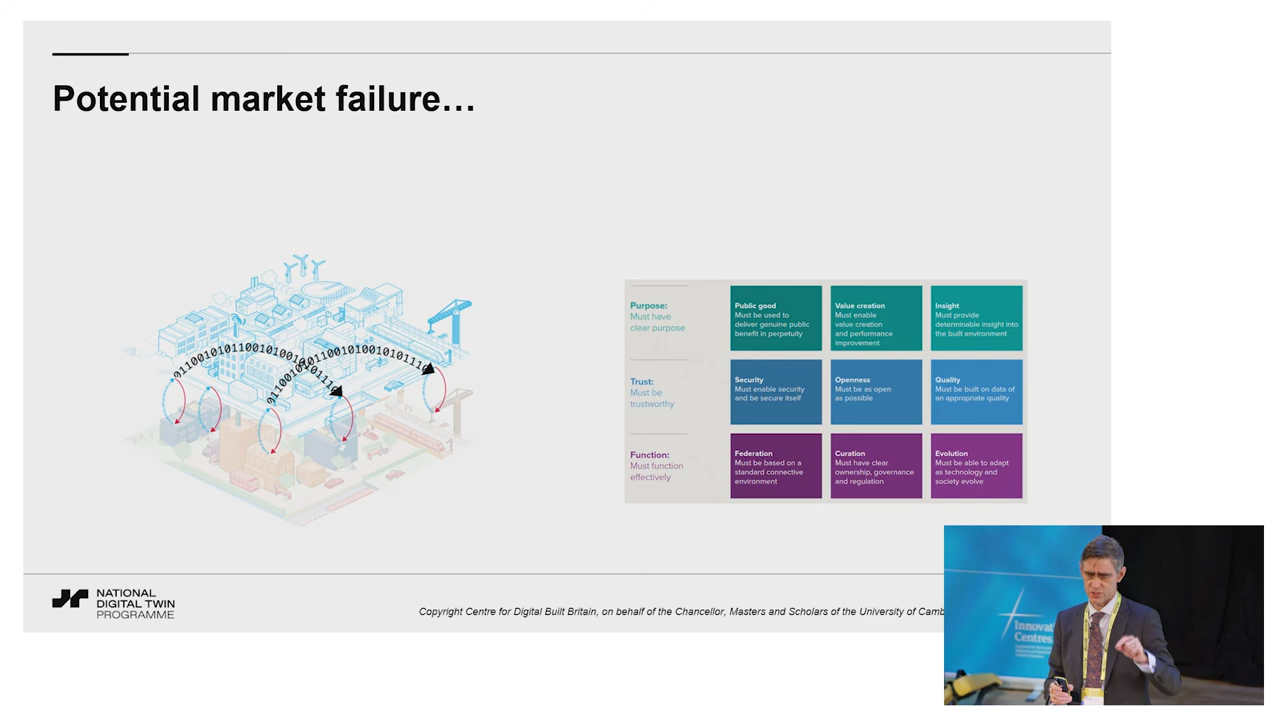 Potential market failure…
011001010110010100101100101001010111010
Purpose:
Must have
clear purpose
Public good
Must be used to
deliver genuine public
benefit in perpetuity
Value creation
Must enable
value creation
and performance
improvement
Insight
Must provide
determinable insight into
the built environment
Trust:
Must be
trustworthy
Security
Must enable security
and be secure itself
Openness
Must be as open
as possible
Quality
Must be built on data of
an appropriate quality
Function:
Must function
effectively
Federation
Must be based on a
standard connective
environment
Curation
Must have clear
ownership, governance
and regulation
Evolution
Must be able to adapt
as technology and
society evolve
NATIONAL
DIGITAL TWIN
PROGRAMME
Copyright Centre for Digital Built Britain, on behalf of the Chancellor, Masters and Scholars of the University of Camb
Innovati
Centres